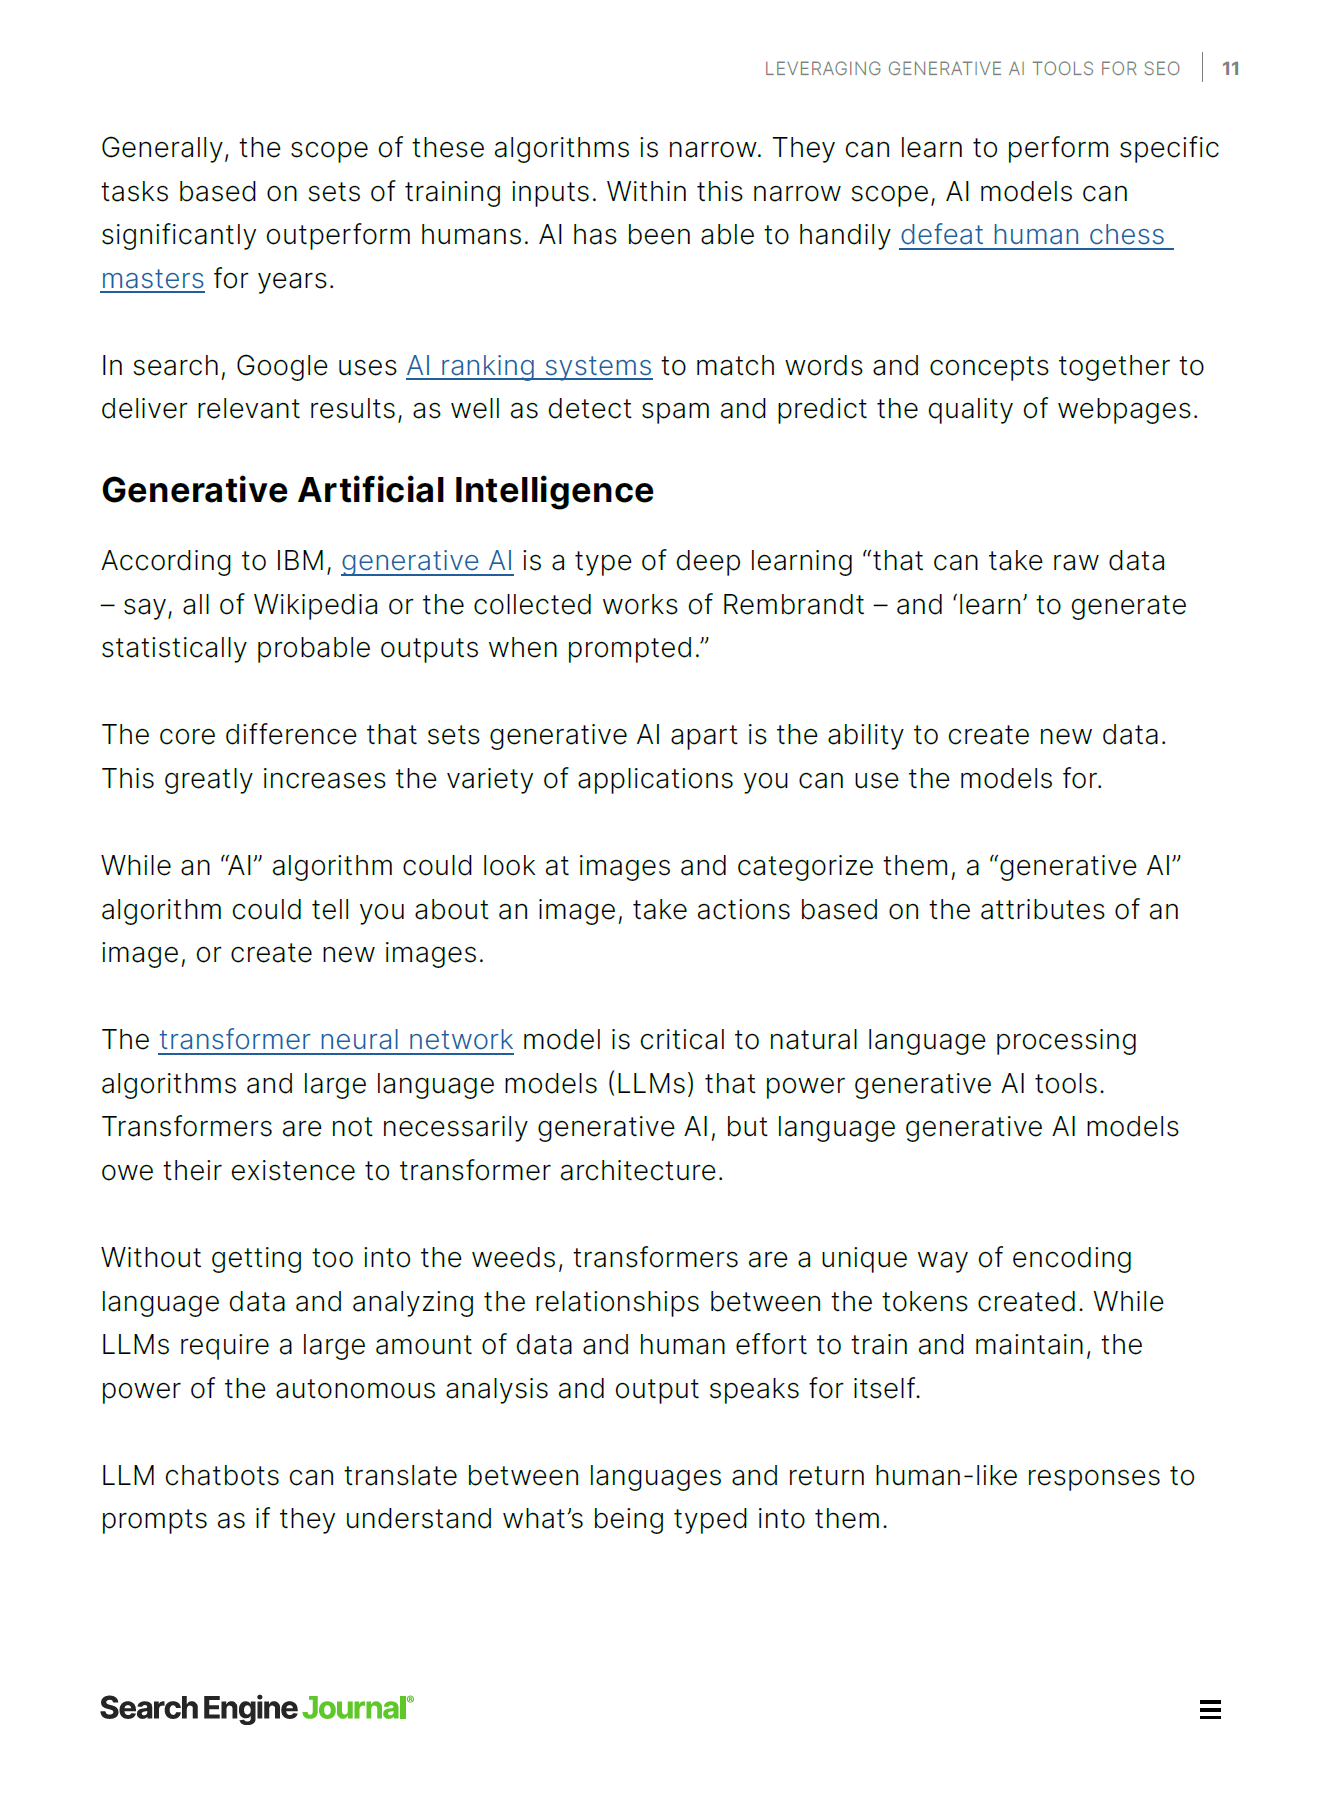 LEVERAGING GENERATIVE AI TOOLS FOR SEO 11
Generally, the scope of these algorithms is narrow. They can learn to perform specific
tasks based on sets of training inputs. Within this narrow scope, AI models can
significantly outperform humans. AI has been able to handily defeat human chess
masters for years.
In search, Google uses AI ranking systems to match words and concepts together to
deliver relevant results, as well as detect spam and predict the quality of webpages.
Generative Artificial Intelligence
According to IBM, generative AI is a type of deep learning “that can take raw data
– say, all of Wikipedia or the collected works of Rembrandt – and ‘learn’ to generate
statistically probable outputs when prompted.”
The core difference that sets generative AI apart is the ability to create new data.
This greatly increases the variety of applications you can use the models for.
While an “AI” algorithm could look at images and categorize them, a “generative AI”
algorithm could tell you about an image, take actions based on the attributes of an
image, or create new images.
The transformer neural network model is critical to natural language processing
algorithms and large language models (LLMs) that power generative AI tools.
Transformers are not necessarily generative AI, but language generative AI models
owe their existence to transformer architecture.
Without getting too into the weeds, transformers are a unique way of encoding
language data and analyzing the relationships between the tokens created. While
LLMs require a large amount of data and human effort to train and maintain, the
power of the autonomous analysis and output speaks for itself.
LLM chatbots can translate between languages and return human-like responses to
prompts as if they understand what’s being typed into them.
Search Engine Journal®